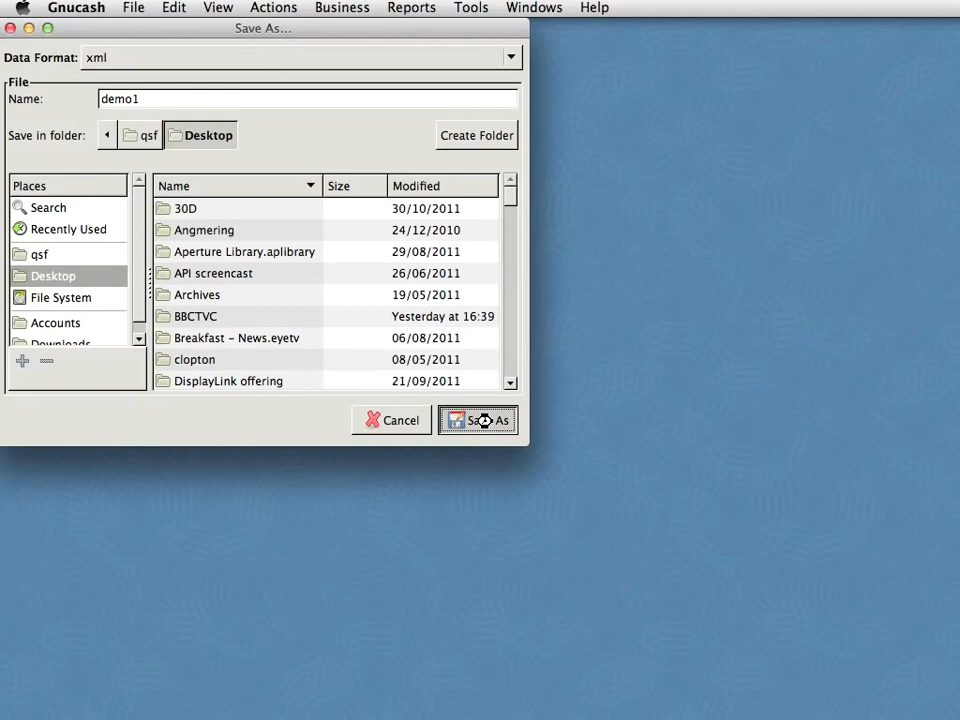 Gnucash File Edit View Actions Business Reports Tools Windows Help
Save As...
Data Format: xml
File
Name: demo1
Save in folder: qsf Desktop Create Folder
Places Name Size Modified
Search 30D 30/10/2011
Recently Used Angmering 24/12/2010
qsf Aperture Library.aplibrary 29/08/2011
Desktop API screencast 26/06/2011
File System Archives 19/05/2011
Accounts BBCTVC Yesterday at 16:39
Downloads Breakfast – News.eyetv 06/08/2011
clopton 08/05/2011
DisplayLink offering 21/09/2011
Cancel Save As